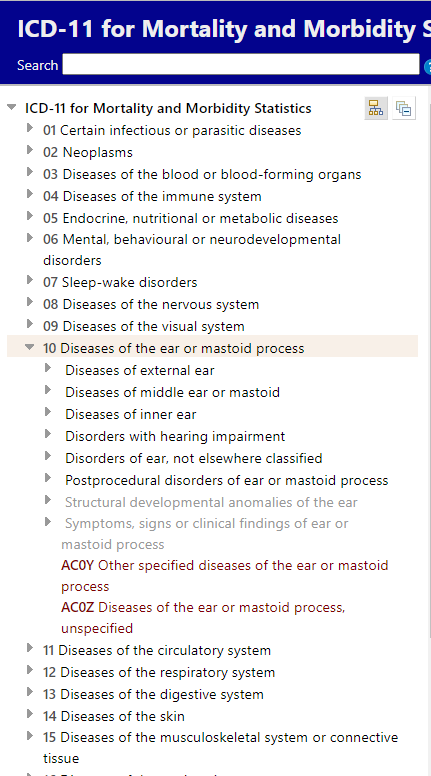 ICD-11 for Mortality and Morbidity S
Search
ICD-11 for Mortality and Morbidity Statistics
01 Certain infectious or parasitic diseases
02 Neoplasms
03 Diseases of the blood or blood-forming organs
04 Diseases of the immune system
05 Endocrine, nutritional or metabolic diseases
06 Mental, behavioural or neurodevelopmental
disorders
07 Sleep-wake disorders
08 Diseases of the nervous system
09 Diseases of the visual system
10 Diseases of the ear or mastoid process
Diseases of external ear
Diseases of middle ear or mastoid
Diseases of inner ear
Disorders with hearing impairment
Disorders of ear, not elsewhere classified
Postprocedural disorders of ear or mastoid process
Structural developmental anomalies of the ear
Symptoms, signs or clinical findings of ear or
mastoid process
AC0Y Other specified diseases of the ear or mastoid
process
AC0Z Diseases of the ear or mastoid process,
unspecified
11 Diseases of the circulatory system
12 Diseases of the respiratory system
13 Diseases of the digestive system
14 Diseases of the skin
15 Diseases of the musculoskeletal system or connective
tissue